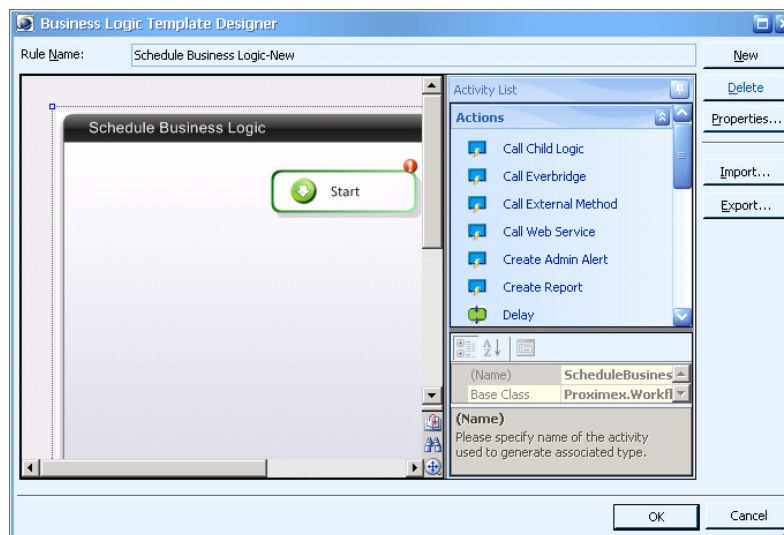 Business Logic Template Designer
Rule Name:
Schedule Business Logic-New
New
Delete
Properties...
Import...
Export...
Schedule Business Logic
Start
Activity List
Actions
Call Child Logic
Call Everbridge
Call External Method
Call Web Service
Create Admin Alert
Create Report
Delay
(Name) ScheduleBusines
Base Class Proximex.Workfl
(Name)
Please specify name of the activity
used to generate associated type.
OK
Cancel